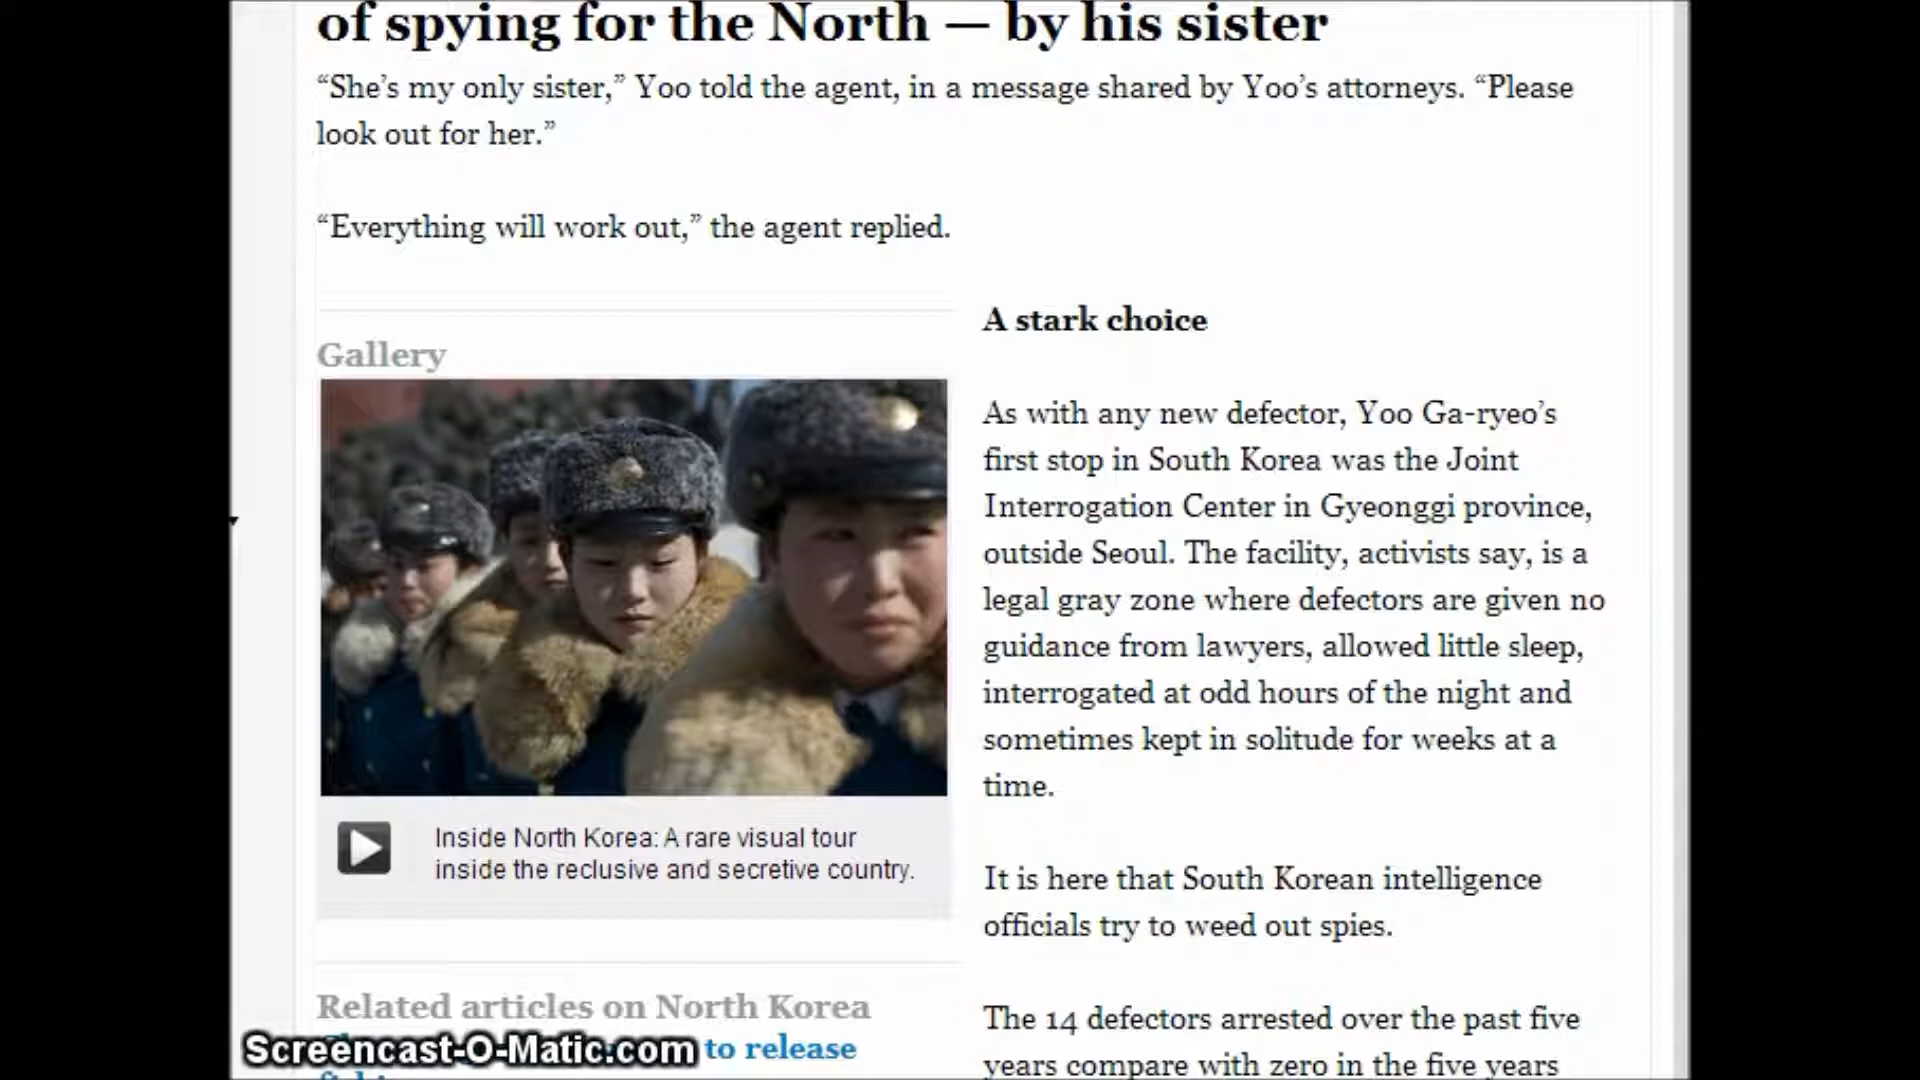 of spying for the North — by his sister
“She’s my only sister,” Yoo told the agent, in a message shared by Yoo’s attorneys. “Please
look out for her.”
“Everything will work out,” the agent replied.
Gallery
Inside North Korea: A rare visual tour
inside the reclusive and secretive country.
Related articles on North Korea
to release
A stark choice
As with any new defector, Yoo Ga-ryeo’s
first stop in South Korea was the Joint
Interrogation Center in Gyeonggi province,
outside Seoul. The facility, activists say, is a
legal gray zone where defectors are given no
guidance from lawyers, allowed little sleep,
interrogated at odd hours of the night and
sometimes kept in solitude for weeks at a
time.
It is here that South Korean intelligence
officials try to weed out spies.
The 14 defectors arrested over the past five
years compare with zero in the five years
Screencast-O-Matic.com